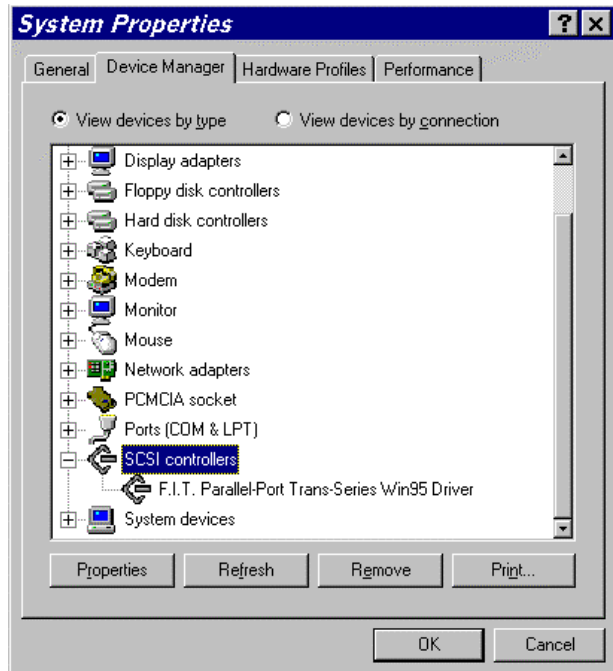 System Properties
General Device Manager Hardware Profiles Performance
View devices by type View devices by connection
Display adapters
Floppy disk controllers
Hard disk controllers
Keyboard
Modem
Monitor
Mouse
Network adapters
PCMCIA socket
Ports (COM & LPT)
SCSI controllers
F.I.T. Parallel-Port Trans-Series Win95 Driver
System devices
Properties Refresh Remove Print...
OK Cancel